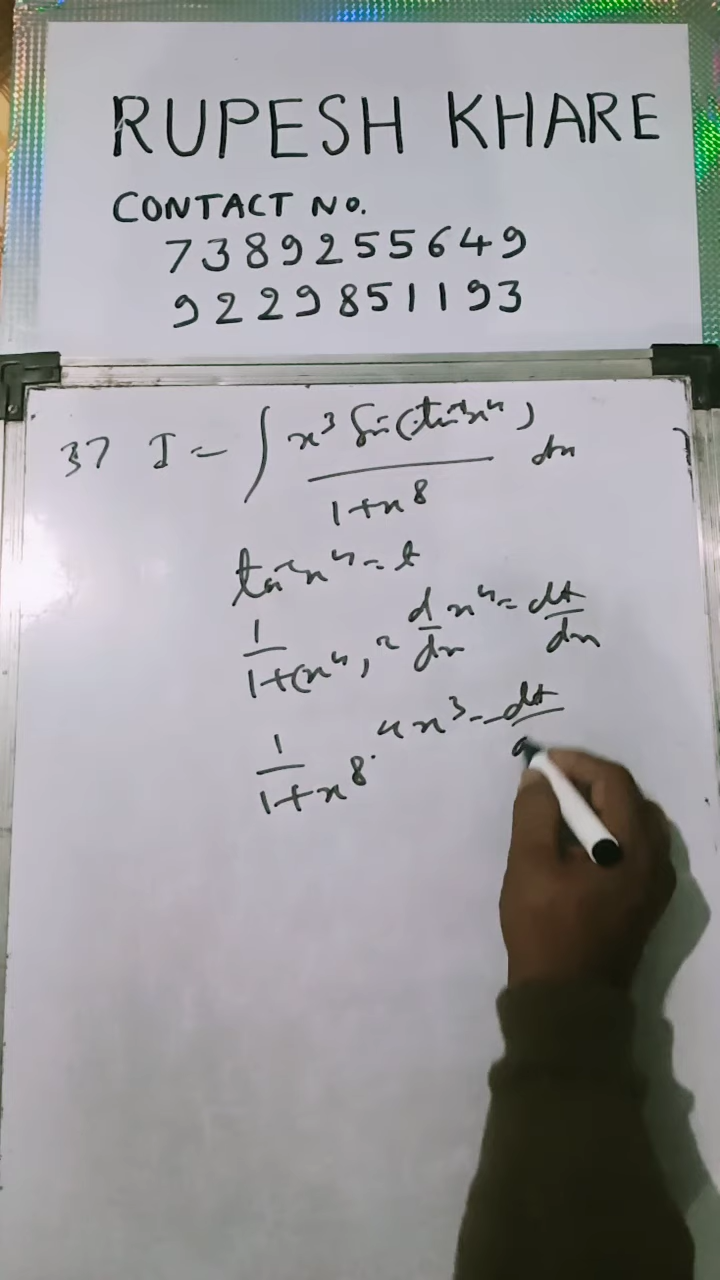 RUPESH KHARE
CONTACT No.
7389255649
9229851193
37 I = ∫ x³ Sin(tan⁻¹x⁴) / 1+x⁸ dx
tan⁻¹x⁴ = t
1 / 1+(x⁴)² d/dx x⁴ = dt/dx
1 / 1+x⁸ · 4x³ = dt